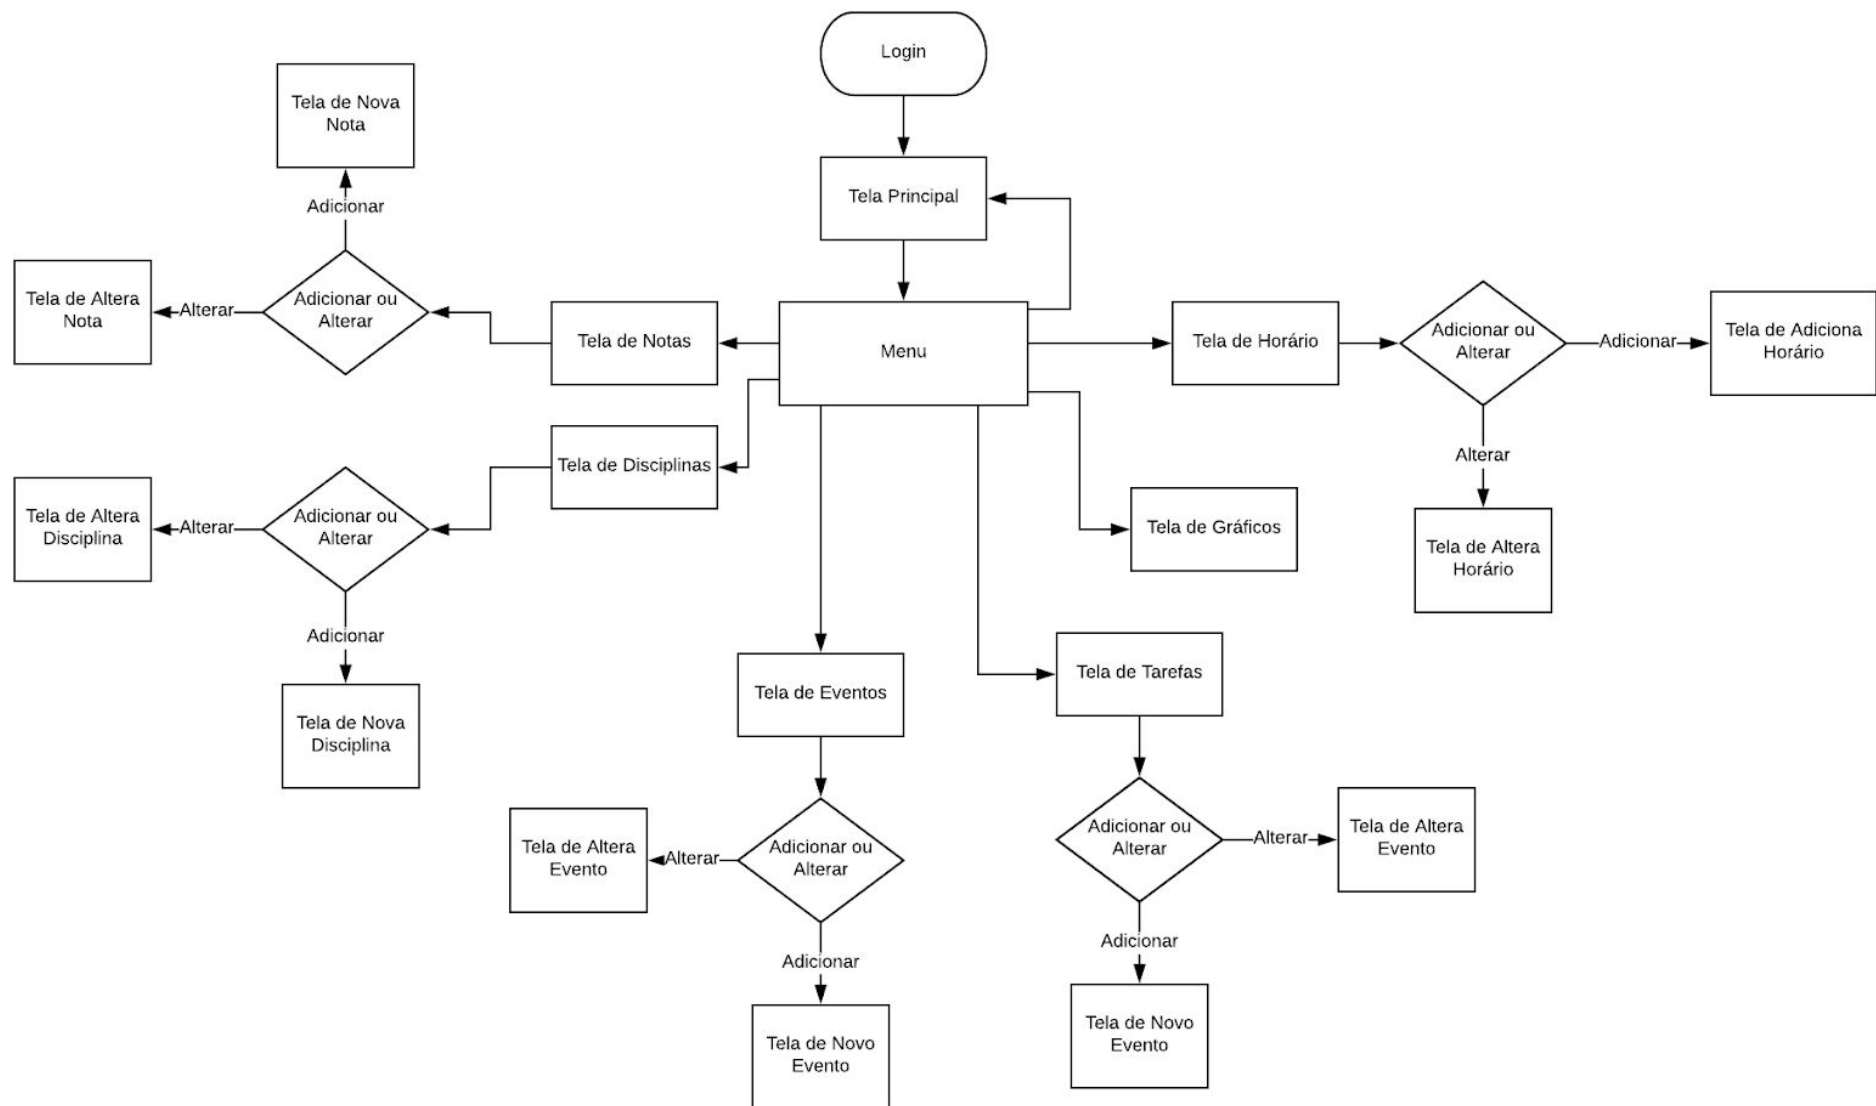 Login
Tela de Nova
Nota
Tela Principal
Adicionar
Tela de Altera
Nota
Alterar
Adicionar ou
Alterar
Tela de Notas
Menu
Tela de Horário
Adicionar ou
Alterar
Adicionar
Tela de Adiciona
Horário
Alterar
Tela de Altera
Horário
Tela de Disciplinas
Tela de Altera
Disciplina
Alterar
Adicionar ou
Alterar
Tela de Gráficos
Adicionar
Tela de Nova
Disciplina
Tela de Eventos
Tela de Tarefas
Tela de Altera
Evento
Alterar
Adicionar ou
Alterar
Adicionar ou
Alterar
Alterar
Tela de Altera
Evento
Adicionar
Adicionar
Tela de Novo
Evento
Tela de Novo
Evento